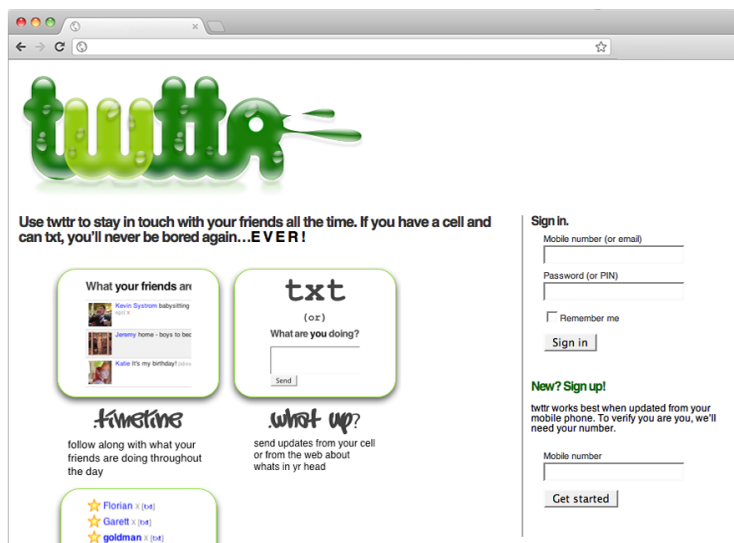 twttr
Use twttr to stay in touch with your friends all the time. If you have a cell and
can txt, you'll never be bored again...E V E R !
What your friends are
Kevin Systrom babysitting
Jeremy home - boys to bed
Katie it's my birthday!
.timeline
follow along with what your
friends are doing throughout
the day
txt
(or)
What are you doing?
Send
.what up?
send updates from your cell
or from the web about
whats in yr head
Florian X [txt]
Garett X [txt]
goldman X [txt]
Sign in.
Mobile number (or email)
Password (or PIN)
Remember me
Sign in
New? Sign up!
twttr works best when updated from your
mobile phone. To verify you are you, we'll
need your number.
Mobile number
Get started